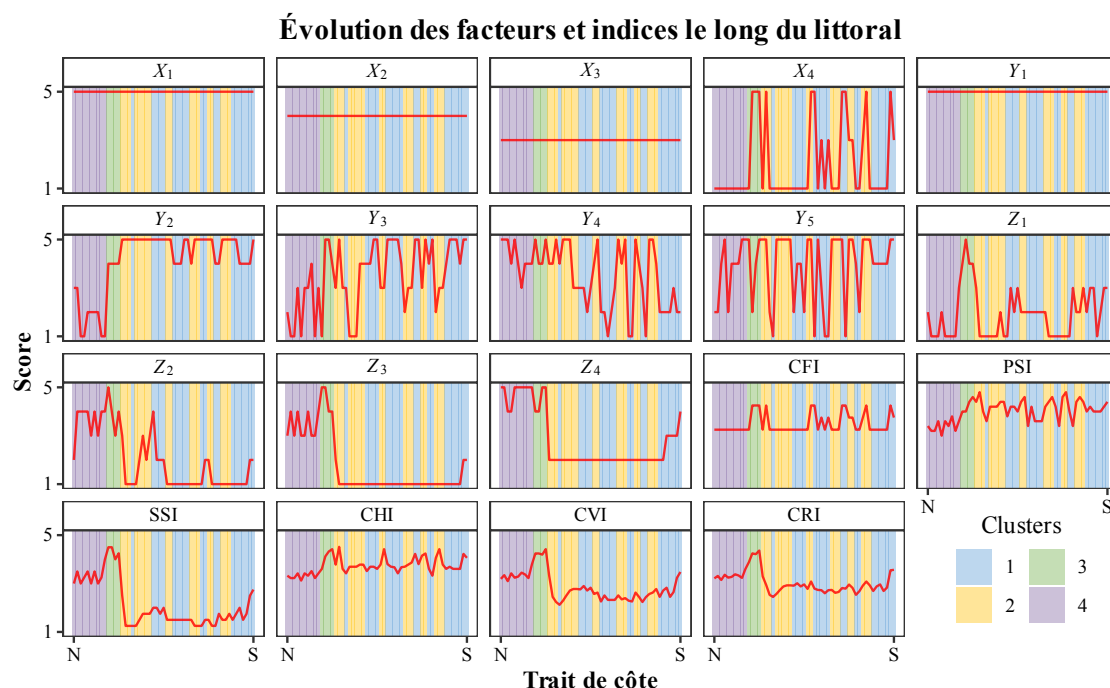 Évolution des facteurs et indices le long du littoral
X1 X2 X3 X4 Y1
5
1
Y2 Y3 Y4 Y5 Z1
5
1
Score
Z2 Z3 Z4 CFI PSI
5
1
N S
SSI CHI CVI CRI
5
1
N S N S N S N S
Trait de côte
Clusters
1 3
2 4